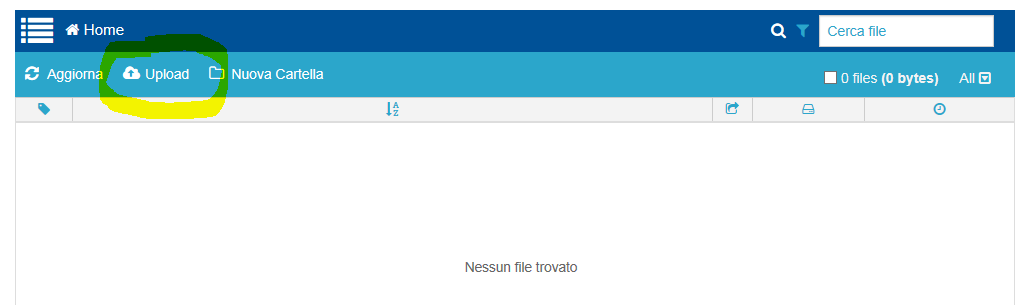 Home
Cerca file
Aggiorna Upload Nuova Cartella
0 files (0 bytes) All
Nessun file trovato